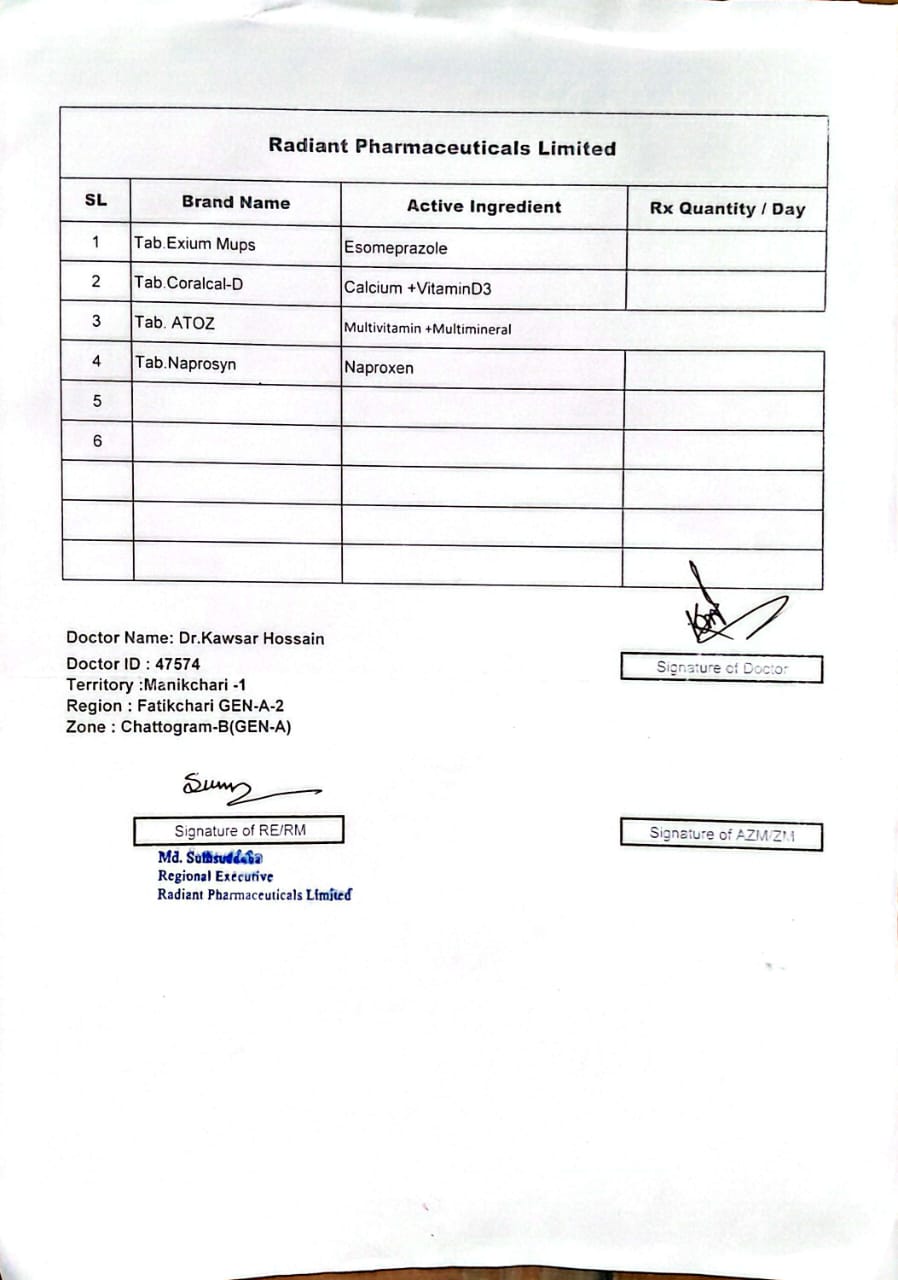 Radiant Pharmaceuticals Limited
SL Brand Name Active Ingredient Rx Quantity / Day
1 Tab.Exium Mups Esomeprazole
2 Tab.Coralcal-D Calcium +VitaminD3
3 Tab. ATOZ Multivitamin +Multimineral
4 Tab.Naprosyn Naproxen
5
6
Doctor Name: Dr.Kawsar Hossain
Doctor ID : 47574
Territory :Manikchari -1
Region : Fatikchari GEN-A-2
Zone : Chattogram-B(GEN-A)
Signature of Doctor
Signature of RE/RM
Signature of AZM/ZM
Md.
Regional Executive
Radiant Pharmaceuticals Limited